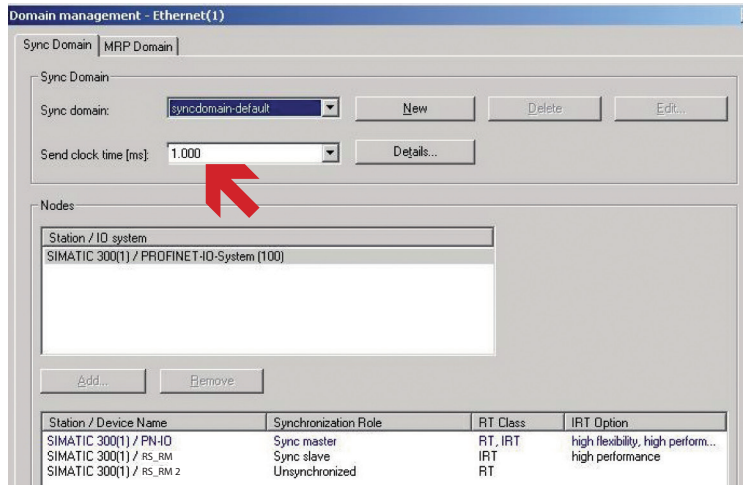 Domain management - Ethernet(1)
Sync Domain MRP Domain
Sync Domain
Sync domain: syncdomain-default New Delete Edit...
Send clock time [ms]: 1.000 Details...
Nodes
Station / IO system
SIMATIC 300(1) / PROFINET-IO-System (100)
Add... Remove
Station / Device Name Synchronization Role RT Class IRT Option
SIMATIC 300(1) / PN-IO Sync master RT, IRT high flexibility, high perform...
SIMATIC 300(1) / RS_RM Sync slave IRT high performance
SIMATIC 300(1) / RS_RM 2 Unsynchronized RT